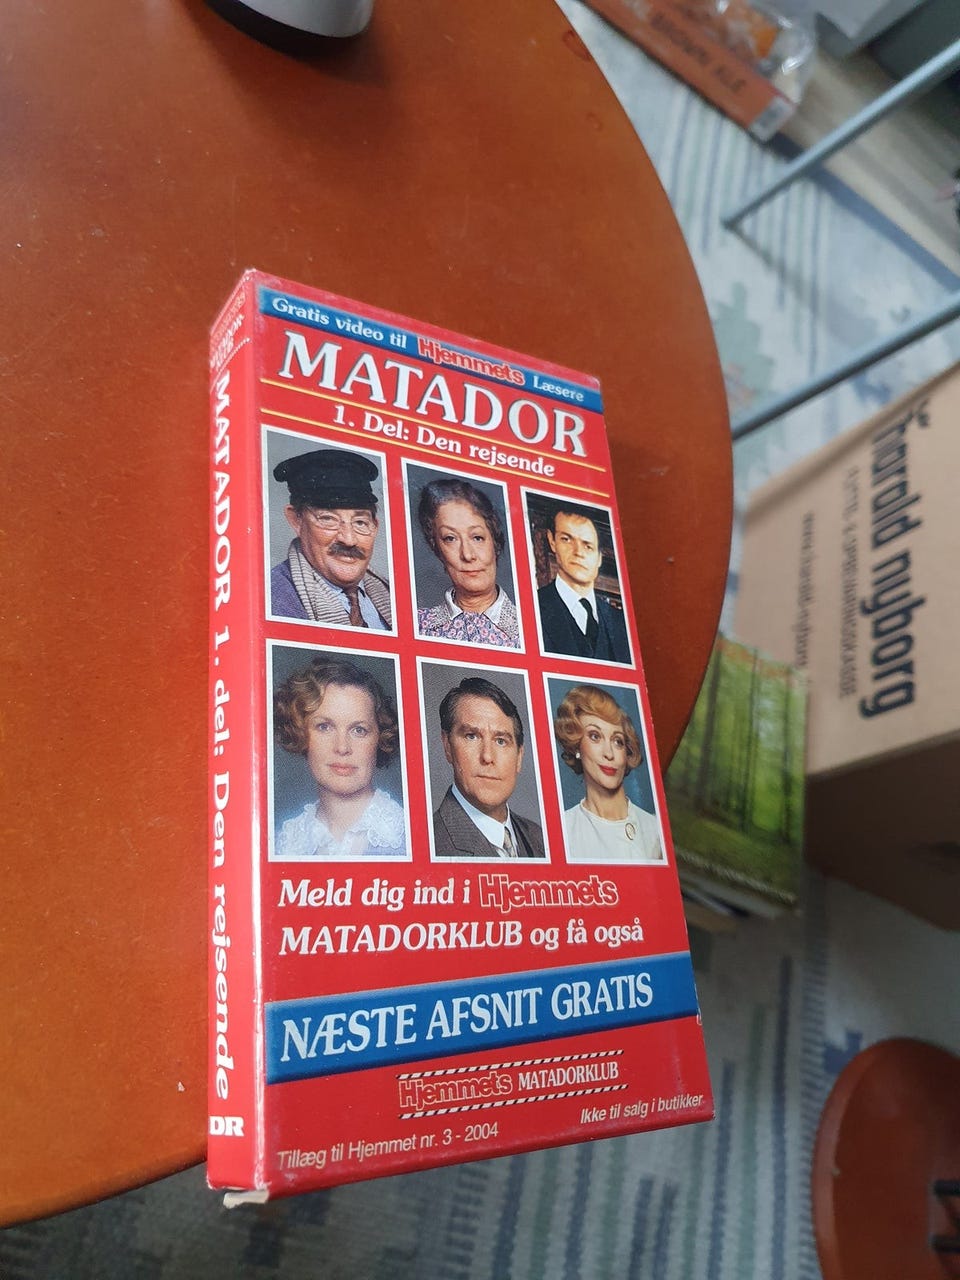 Gratis video til Hjemmets Læsere
MATADOR
1. Del: Den rejsende
Meld dig ind i Hjemmets
MATADORKLUB og få også
NÆSTE AFSNIT GRATIS
Hjemmets MATADORKLUB
Tillæg til Hjemmet nr. 3 - 2004
Ikke til salg i butikker
MATADOR 1. del: Den rejsende
DR
harald nyborg